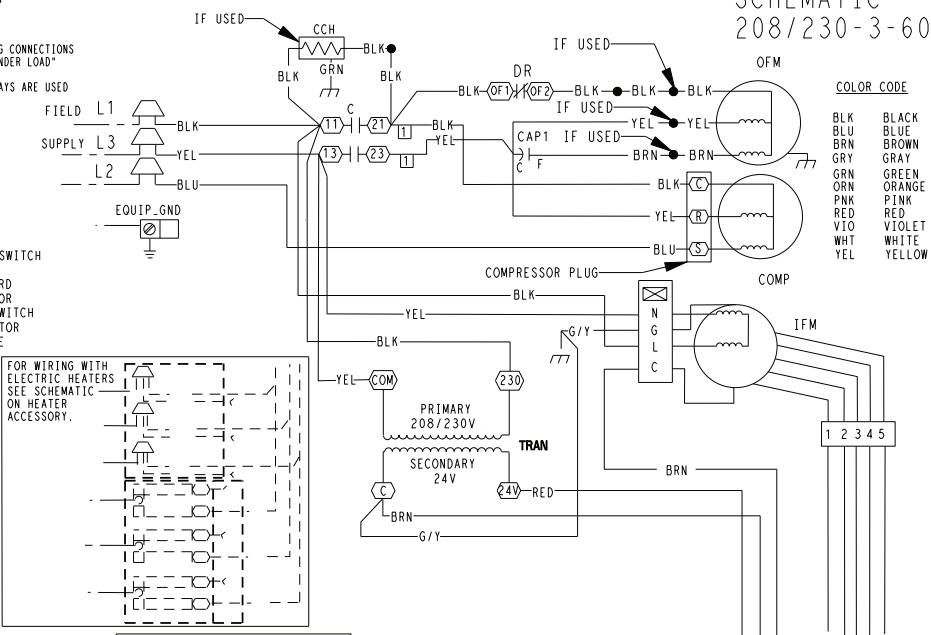 SCHEMATIC
208/230-3-60
IF USED
CCH
BLK
GRN
BLK
BLK
G CONNECTIONS
NDER LOAD"
AYS ARE USED
IF USED
DR
OFM
BLK
OF1
OF2
BLK
BLK
BLK
COLOR CODE
BLK BLACK
BLU BLUE
BRN BROWN
GRY GRAY
GRN GREEN
ORN ORANGE
PNK PINK
RED RED
VIO VIOLET
WHT WHITE
YEL YELLOW
FIELD L1
SUPPLY L3
L2
BLK
YEL
BLU
11
C
21
1
BLK
YEL
13
23
1
IF USED
YEL
YEL
CAP1
IF USED
C
F
BRN
BRN
BLK
C
YEL
R
BLU
S
COMPRESSOR PLUG
COMP
EQUIP_GND
SWITCH
RD
OR
WITCH
TOR
E
BLK
YEL
G/Y
BLK
N
G
L
C
IFM
YEL
COM
230
PRIMARY
208/230V
TRAN
SECONDARY
24V
C
24V
RED
BRN
G/Y
BRN
1 2 3 4 5
FOR WIRING WITH
ELECTRIC HEATERS
SEE SCHEMATIC
ON HEATER
ACCESSORY.